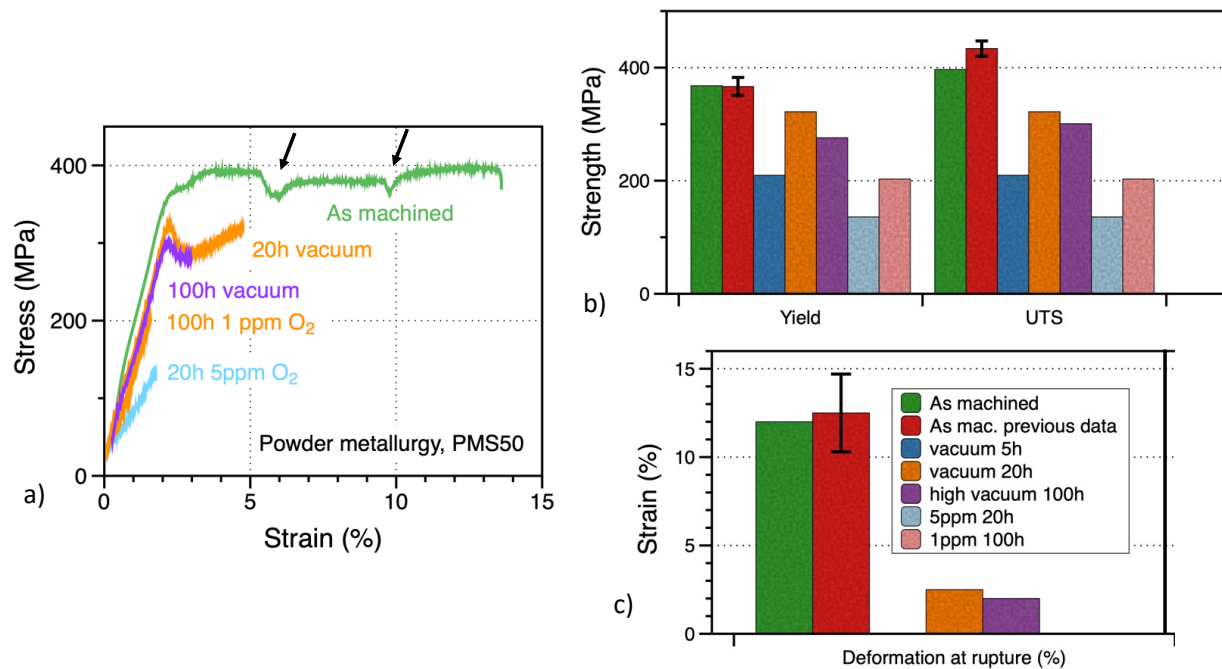 Stress (MPa)
400
200
0
As machined
20h vacuum
100h vacuum
100h 1 ppm O₂
20h 5ppm O₂
Powder metallurgy, PMS50
0 5 10 15
Strain (%)
a)
Strength (MPa)
400
200
0
Yield UTS
b)
Strain (%)
15
10
5
0
As machined
As mac. previous data
vacuum 5h
vacuum 20h
high vacuum 100h
5ppm 20h
1ppm 100h
Deformation at rupture (%)
c)